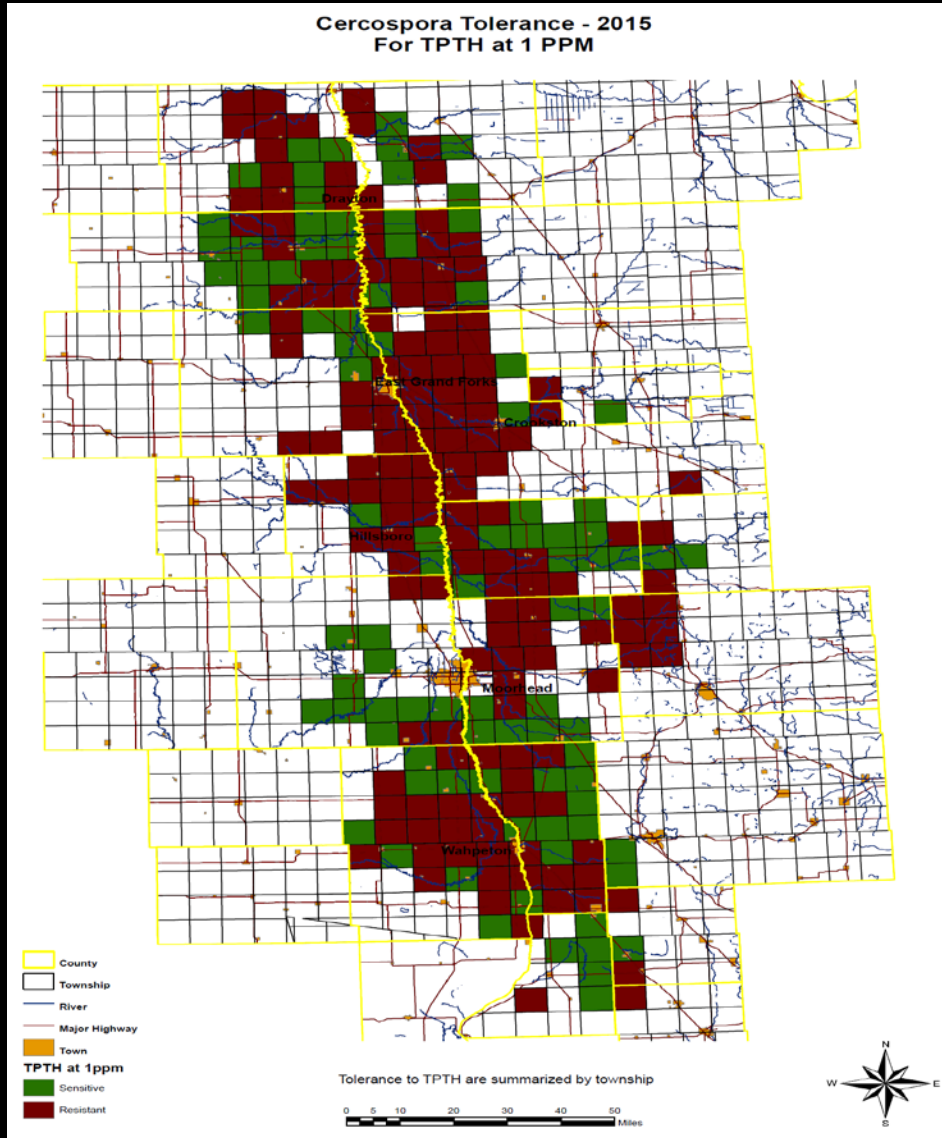 Cercospora Tolerance - 2015
For TPTH at 1 PPM
Drayton
East Grand Forks
Crookston
Hillsboro
Moorhead
Wahpeton
County
Township
River
Major Highway
Town
TPTH at 1ppm
Sensitive
Resistant
Tolerance to TPTH are summarized by township
0 5 10 20 30 40 50
Miles
N
W E
S